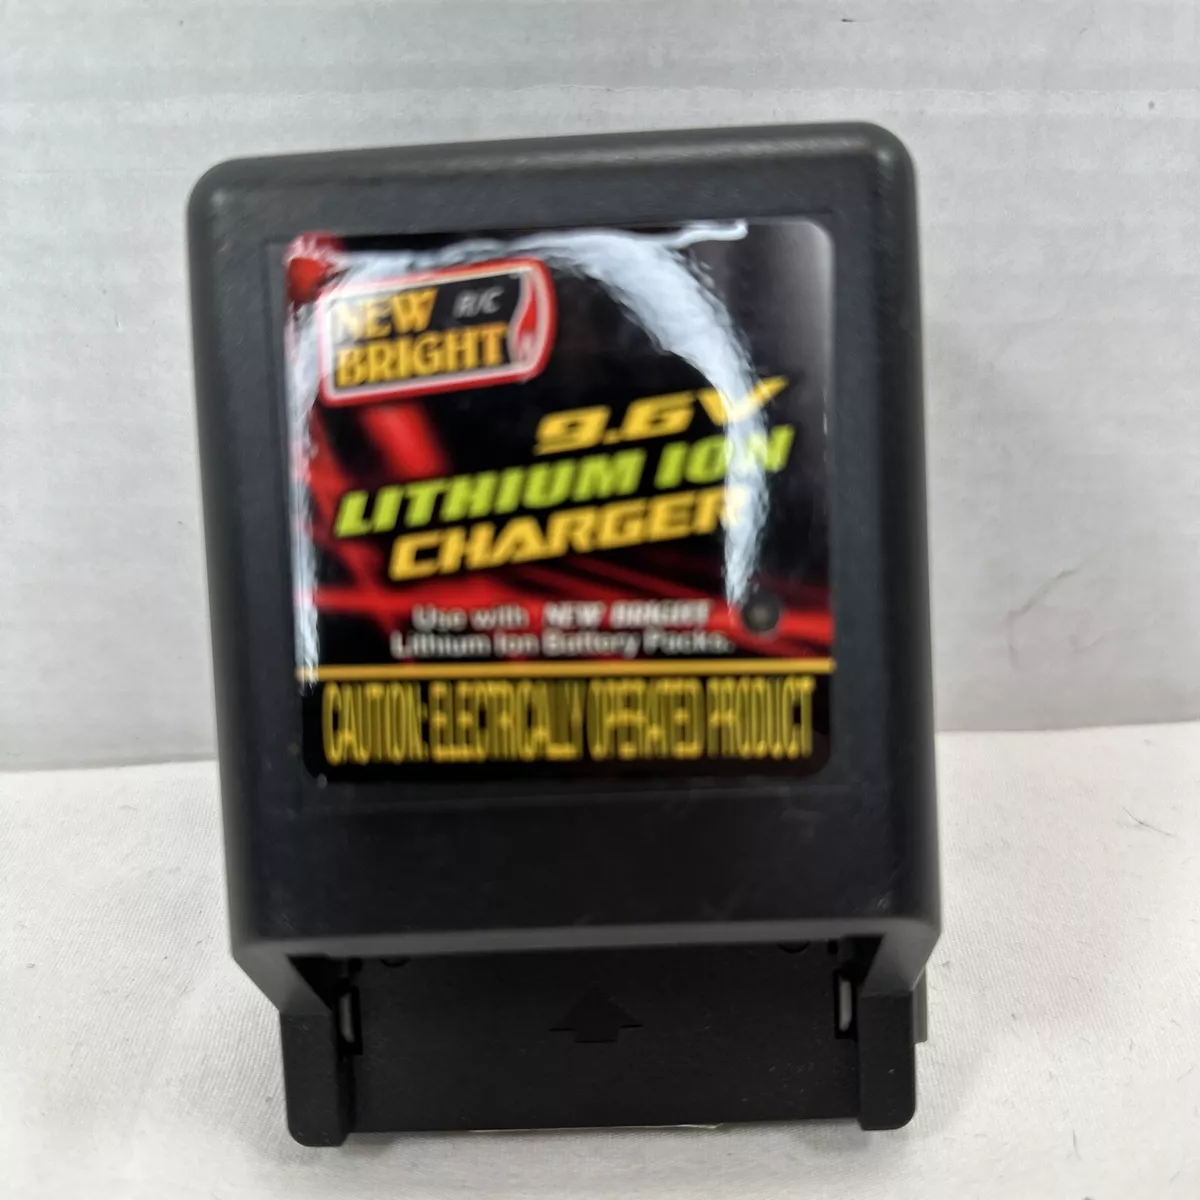 NEW R/C
BRIGHT
9.6V
LITHIUM ION
CHARGER
Use with NEW BRIGHT
Lithium Ion Battery Packs.
CAUTION: ELECTRICALLY OPERATED PRODUCT